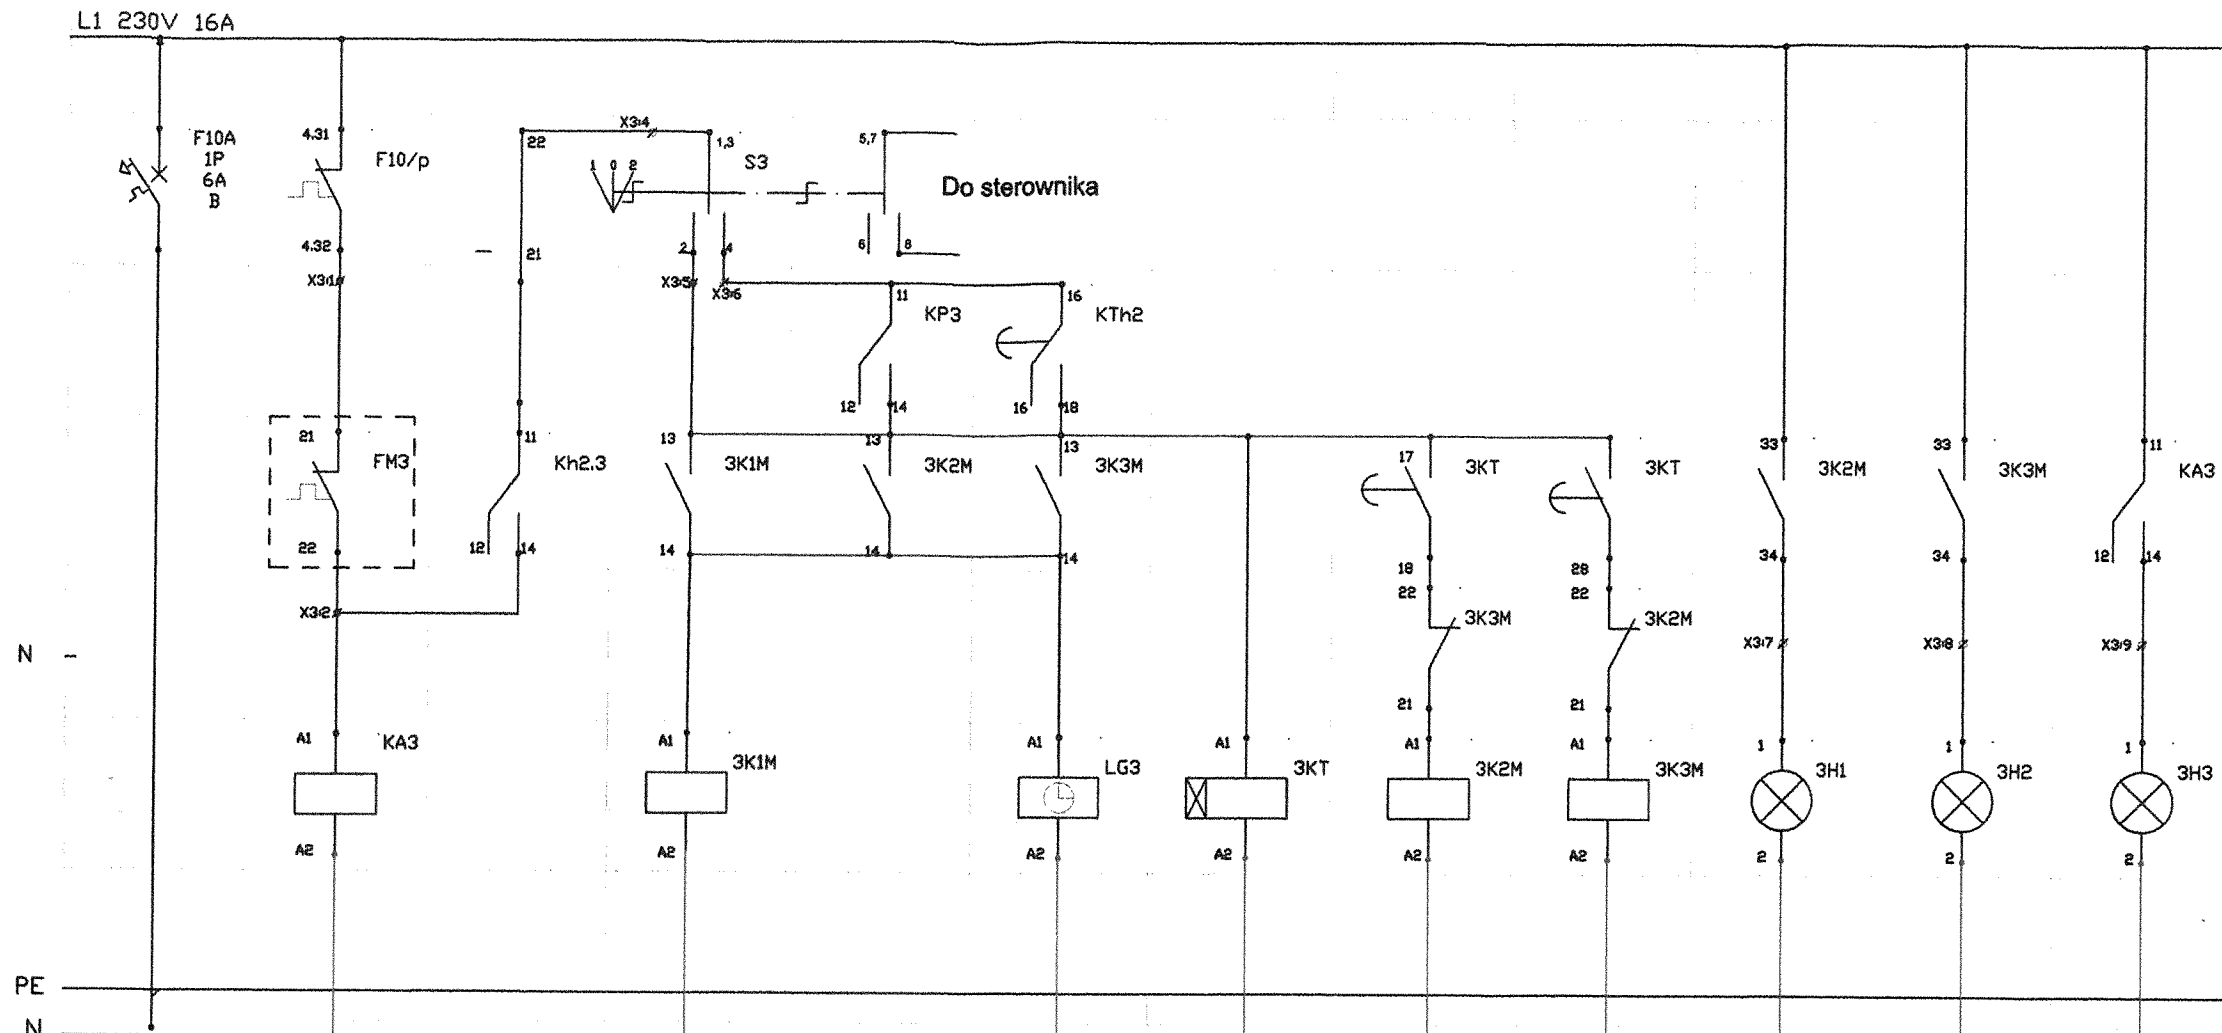 L1 230V 16A
F10A
1P
6A
B
4.31
F10/p
4.32
X3:1
21
FM3
22
X3:2
A1
KA3
A2
22
X3:4
1,3
S3
1 0 2
5,7
Do sterownika
21
2
4
6
8
X3:5
X3:6
11
KP3
16
KTh2
12
14
16
18
11
Kh2.3
12
14
13
3K1M
13
3K2M
13
3K3M
14
14
14
17
3KT
3KT
18
22
28
22
3K3M
3K2M
21
21
33
3K2M
33
3K3M
11
KA3
34
34
12
14
X3:7
X3:8
X3:9
N
A1
3K1M
A2
A1
LG3
A2
A1
3KT
A2
A1
3K2M
A2
A1
3K3M
A2
1
3H1
2
1
3H2
2
1
3H3
2
PE
N